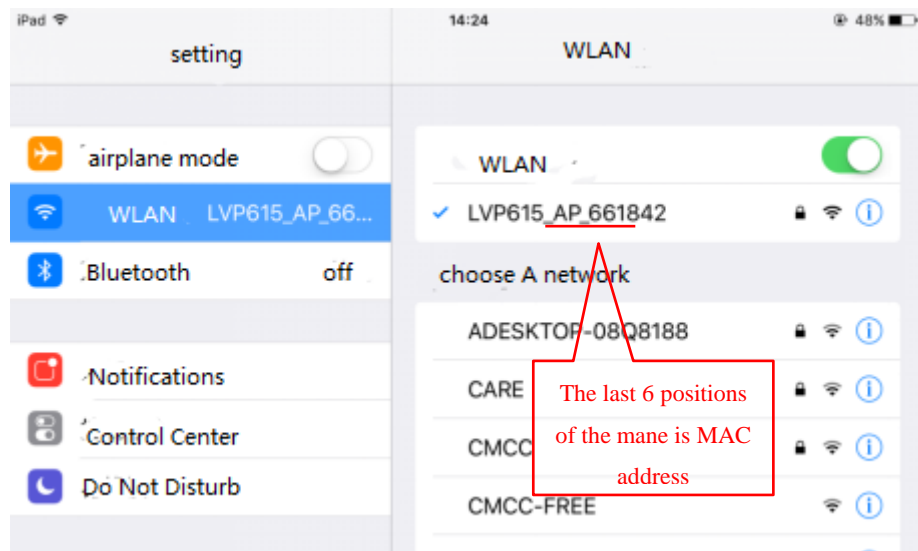 iPad 14:24 48%
setting
WLAN
airplane mode
WLAN LVP615_AP_66...
Bluetooth off
Notifications
Control Center
Do Not Disturb
WLAN
LVP615_AP_661842
choose A network
ADESKTOP-08Q8188
CARE
CMCC
CMCC-FREE
The last 6 positions
of the mane is MAC
address